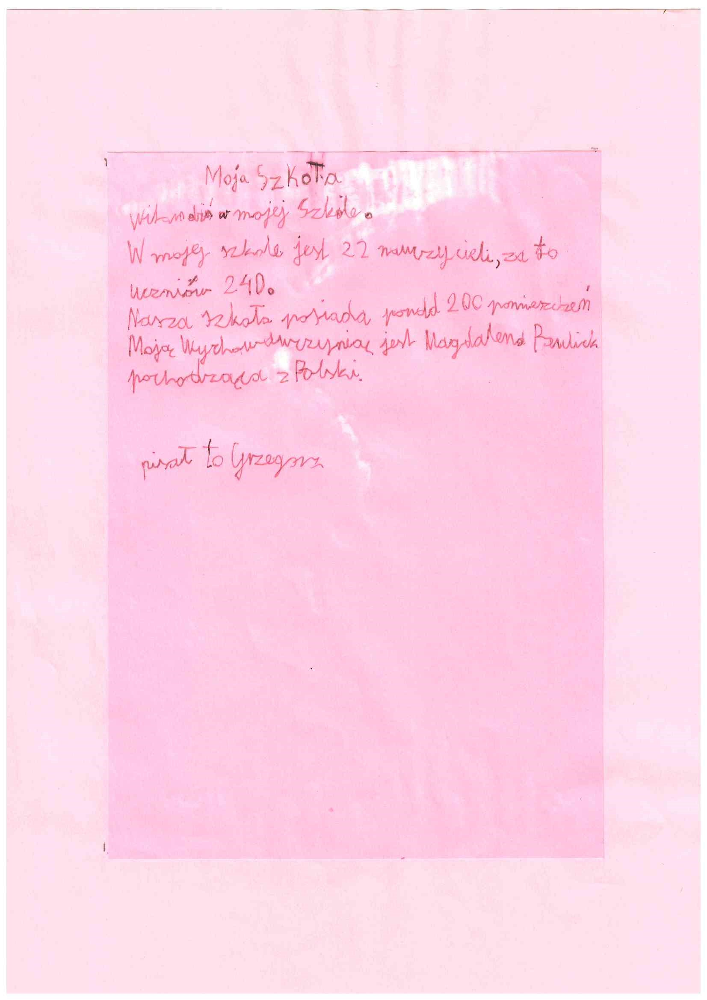 Moja Szkoła
Witam dziś w mojej Szkole.
W mojej szkole jest 22 nauczycieli, za to
uczniów 240.
Nasza szkoła posiada ponad 200 pomieszczeń
Moją Wychowawczynią jest Magdalena
pochodząca z Polski.
pisał to Grzegorz